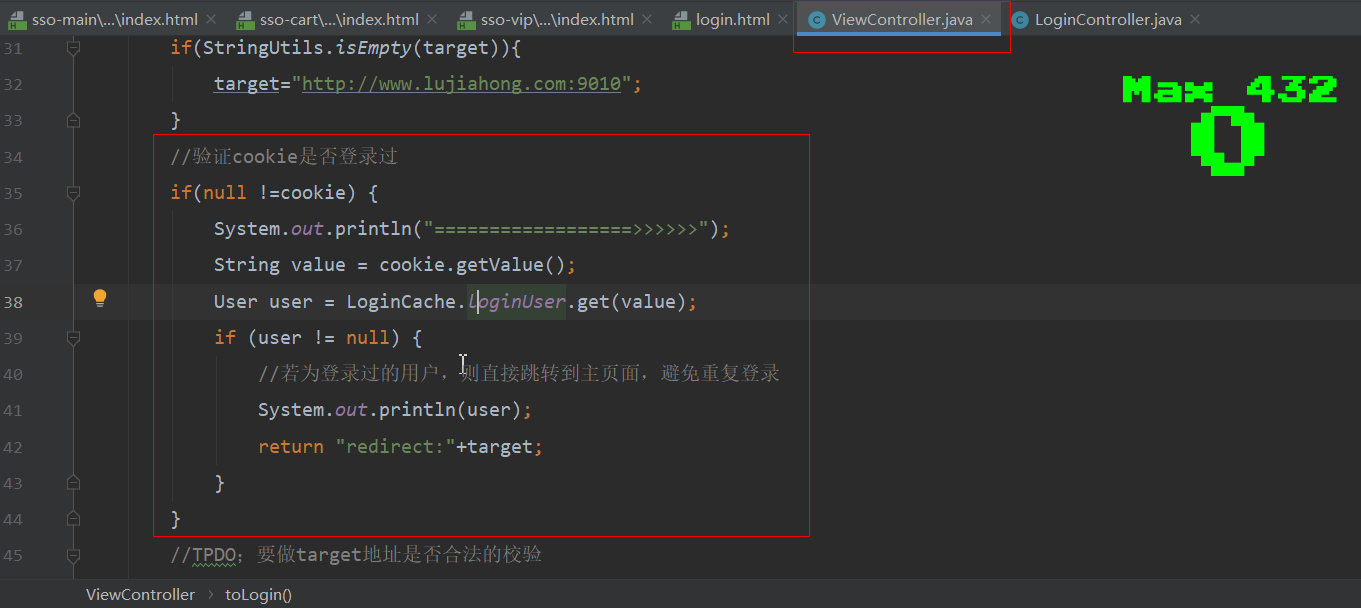 sso-main\...\index.html × sso-cart\...\index.html × sso-vip\...\index.html × login.html × ViewController.java × LoginController.java ×
31 if(StringUtils.isEmpty(target)){
32 target="http://www.lujiahong.com:9010";
Max 432
0
33 }
34 //验证cookie是否登录过
35 if(null !=cookie) {
36 System.out.println("==================>>>>>>");
37 String value = cookie.getValue();
38 User user = LoginCache.loginUser.get(value);
39 if (user != null) {
40 //若为登录过的用户，则直接跳转到主页面，避免重复登录
41 System.out.println(user);
42 return "redirect:"+target;
43 }
44 }
45 //TPDO；要做target地址是否合法的校验
ViewController › toLogin()